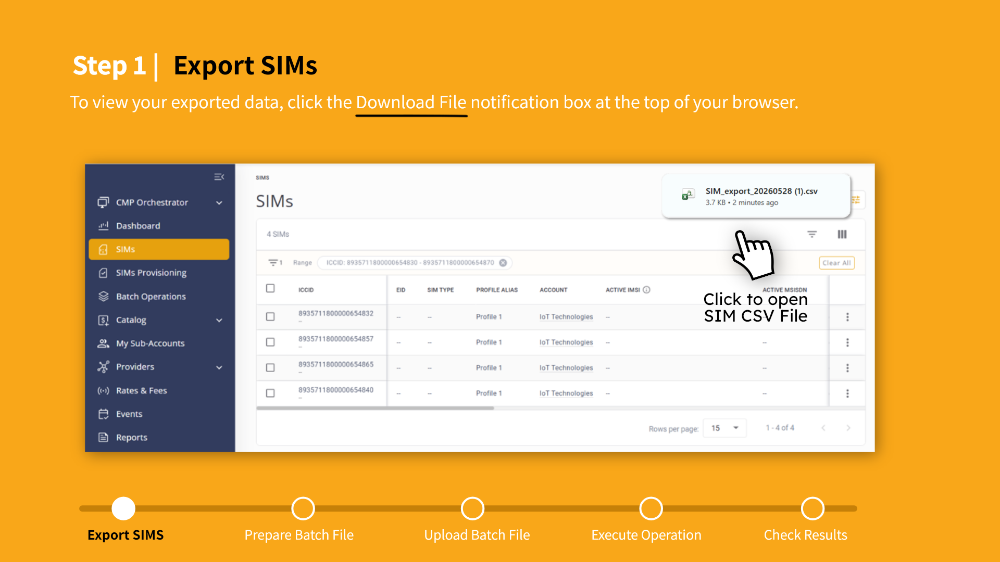 Step 1 | Export SIMs
To view your exported data, click the Download File notification box at the top of your browser.
CMP Orchestrator
Dashboard
SIMs
SIMs Provisioning
Batch Operations
Catalog
My Sub-Accounts
Providers
Rates & Fees
Events
Reports
SIMS
SIMs
SIM_export_20260528 (1).csv
3.7 KB • 2 minutes ago
4 SIMs
1 Range ICCID: 8935711800000654830 - 8935711800000654870 Clear All
ICCID EID SIM TYPE PROFILE ALIAS ACCOUNT ACTIVE IMSI ACTIVE MSISDN
Click to open
SIM CSV File
8935711800000654832 -- -- Profile 1 IoT Technologies --
--
8935711800000654857 -- -- Profile 1 IoT Technologies -- --
--
8935711800000654865 -- -- Profile 1 IoT Technologies -- --
--
8935711800000654840 -- -- Profile 1 IoT Technologies -- --
--
Rows per page: 15 1 - 4 of 4
Export SIMS
Prepare Batch File
Upload Batch File
Execute Operation
Check Results